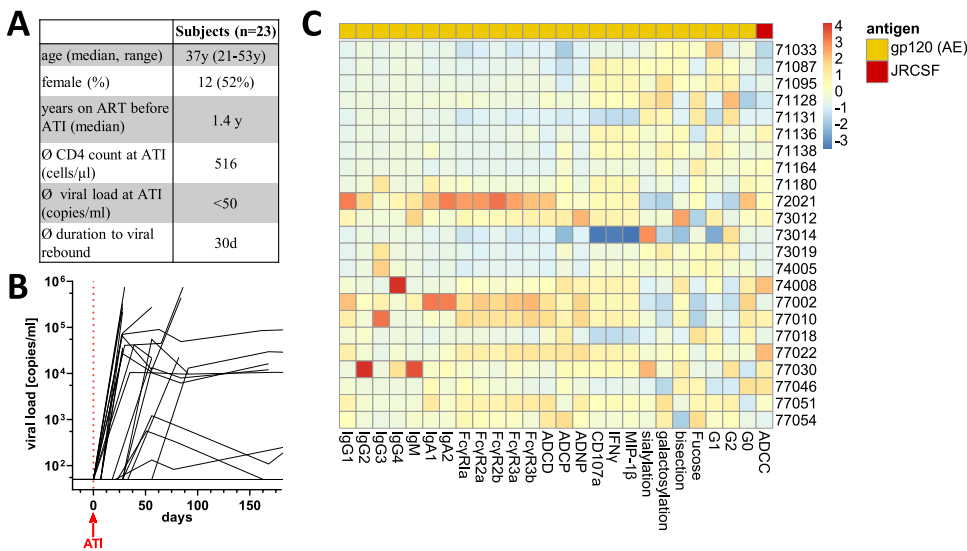 A
Subjects (n=23)
age (median, range) 37y (21-53y)
female (%) 12 (52%)
years on ART before
ATI (median) 1.4 y
Ø CD4 count at ATI
(cells/µl) 516
Ø viral load at ATI
(copies/ml) <50
Ø duration to viral
rebound 30d
B
viral load [copies/ml]
10⁶
10⁵
10⁴
10³
10²
0 50 100 150
days
ATI
C
71033
71087
71095
71128
71131
71136
71138
71164
71180
72021
73012
73014
73019
74005
74008
77002
77010
77018
77022
77030
77046
77051
77054
IgG1
IgG2
IgG3
IgG4
IgM
IgA1
IgA2
FcγRIa
FcγR2a
FcγR2b
FcγR3a
FcγR3b
ADCD
ADCP
ADNP
CD107a
IFNγ
MIP-1β
sialylation
galactosylation
bisection
Fucose
G1
G2
G0
ADCC
4
3
2
1
0
-1
-2
-3
antigen
gp120 (AE)
JRCSF